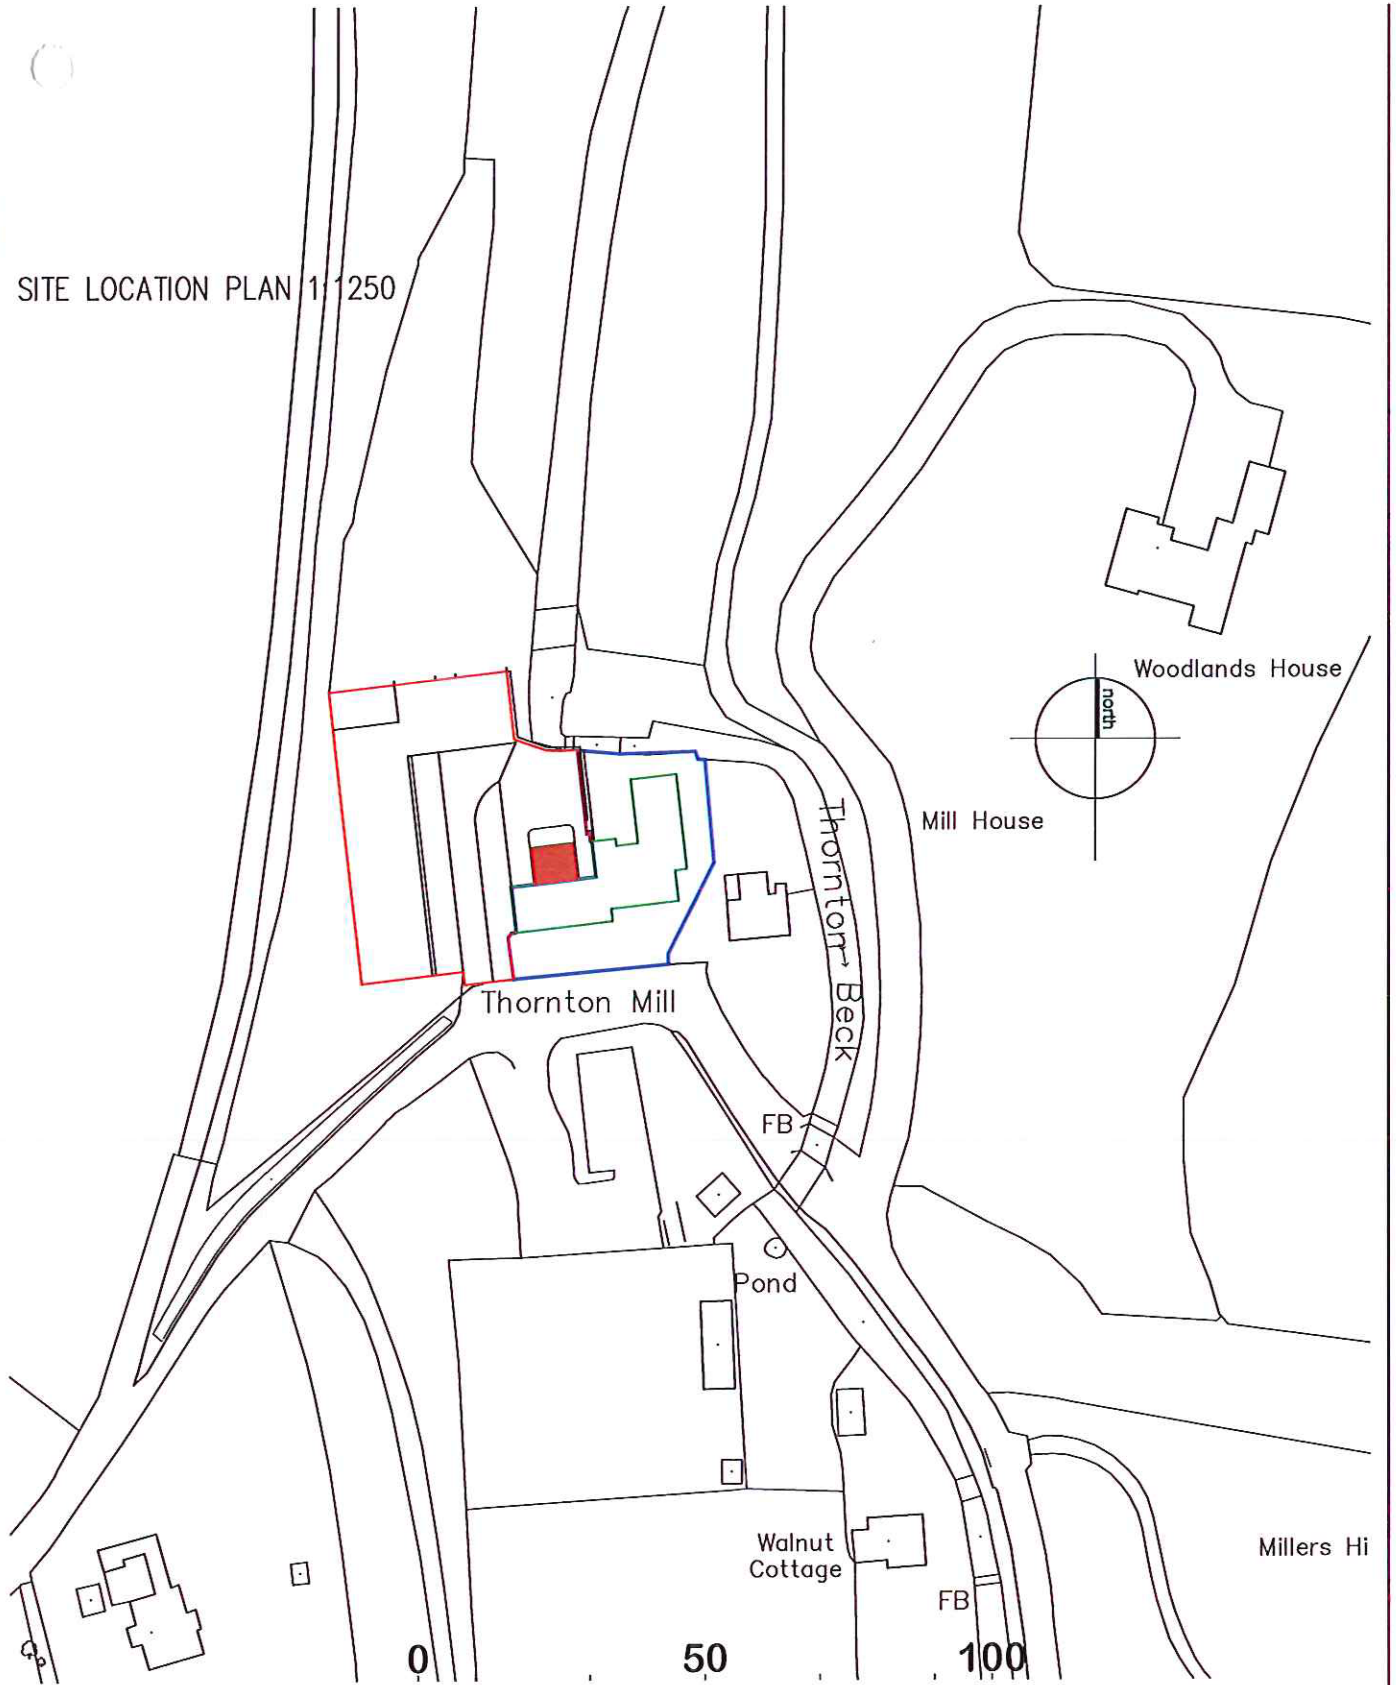 SITE LOCATION PLAN 1:1250
Woodlands House
north
Mill House
Thornton Beck
Thornton Mill
FB
Pond
Walnut
Cottage
Millers Hi
FB
0 50 100